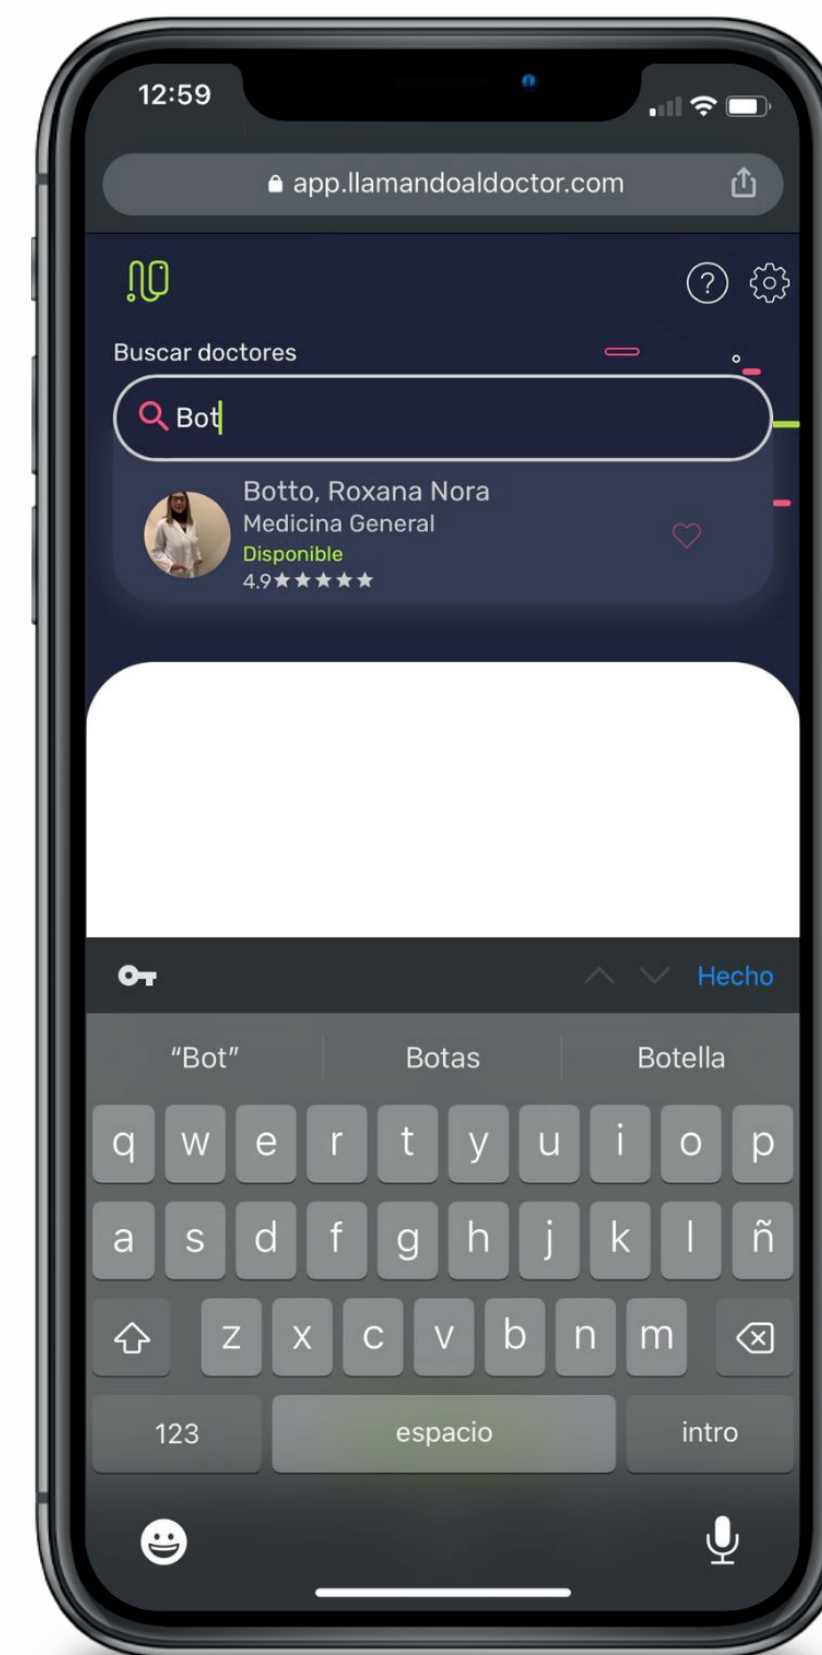 12:59
app.llamandoaldoctor.com
?
Buscar doctores
Bot
Botto, Roxana Nora
Medicina General
Disponible
4.9★★★★★
Hecho
“Bot”
Botas
Botella
q w e r t y u i o p
a s d f g h j k l ñ
z x c v b n m
123
espacio
intro